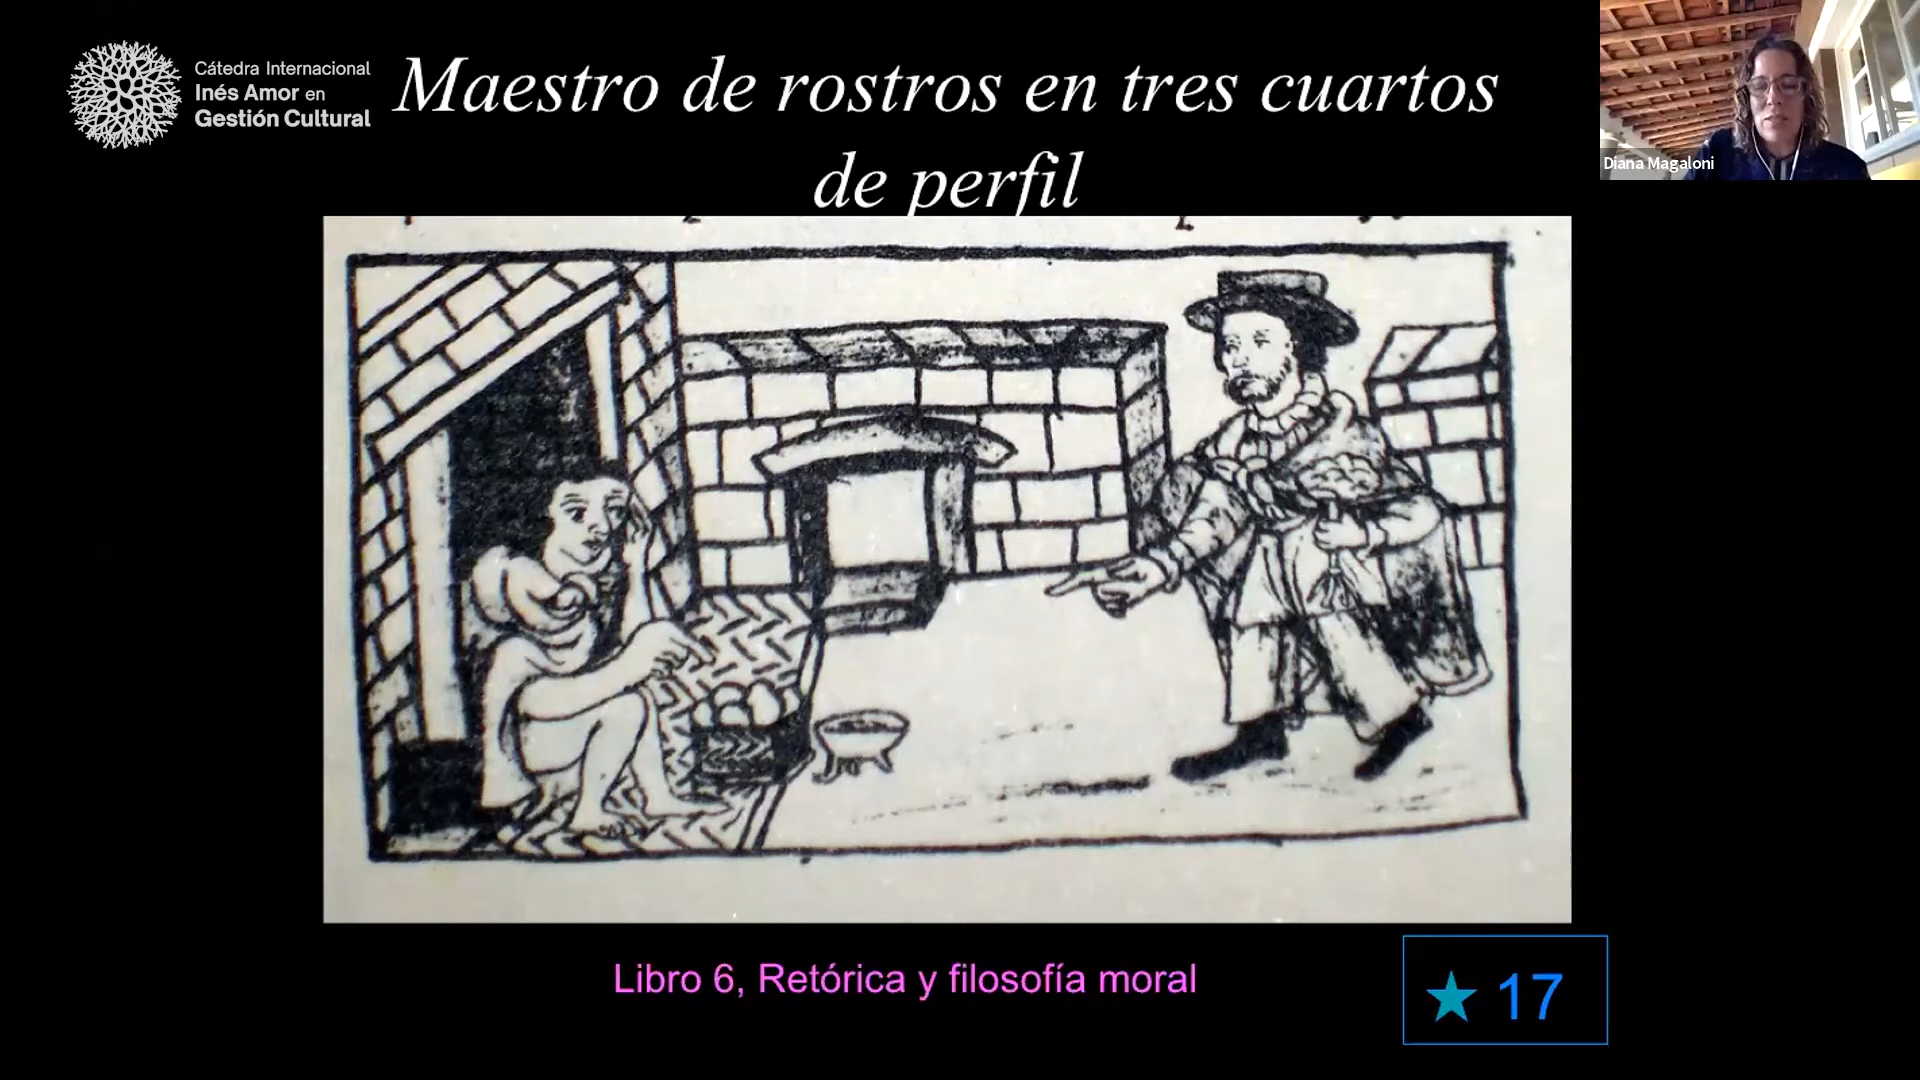 Cátedra Internacional
Inés Amor en
Gestión Cultural
Maestro de rostros en tres cuartos
de perfil
Diana Magaloni
Libro 6, Retórica y filosofía moral
★ 17